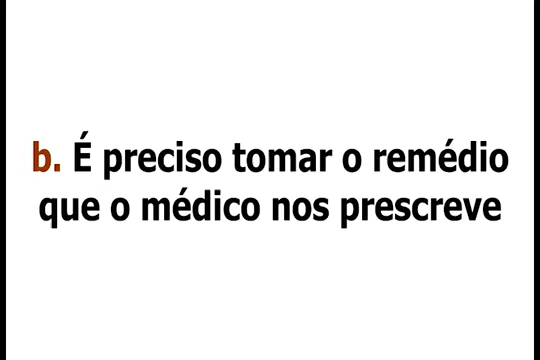 b. É preciso tomar o remédio
que o médico nos prescreve